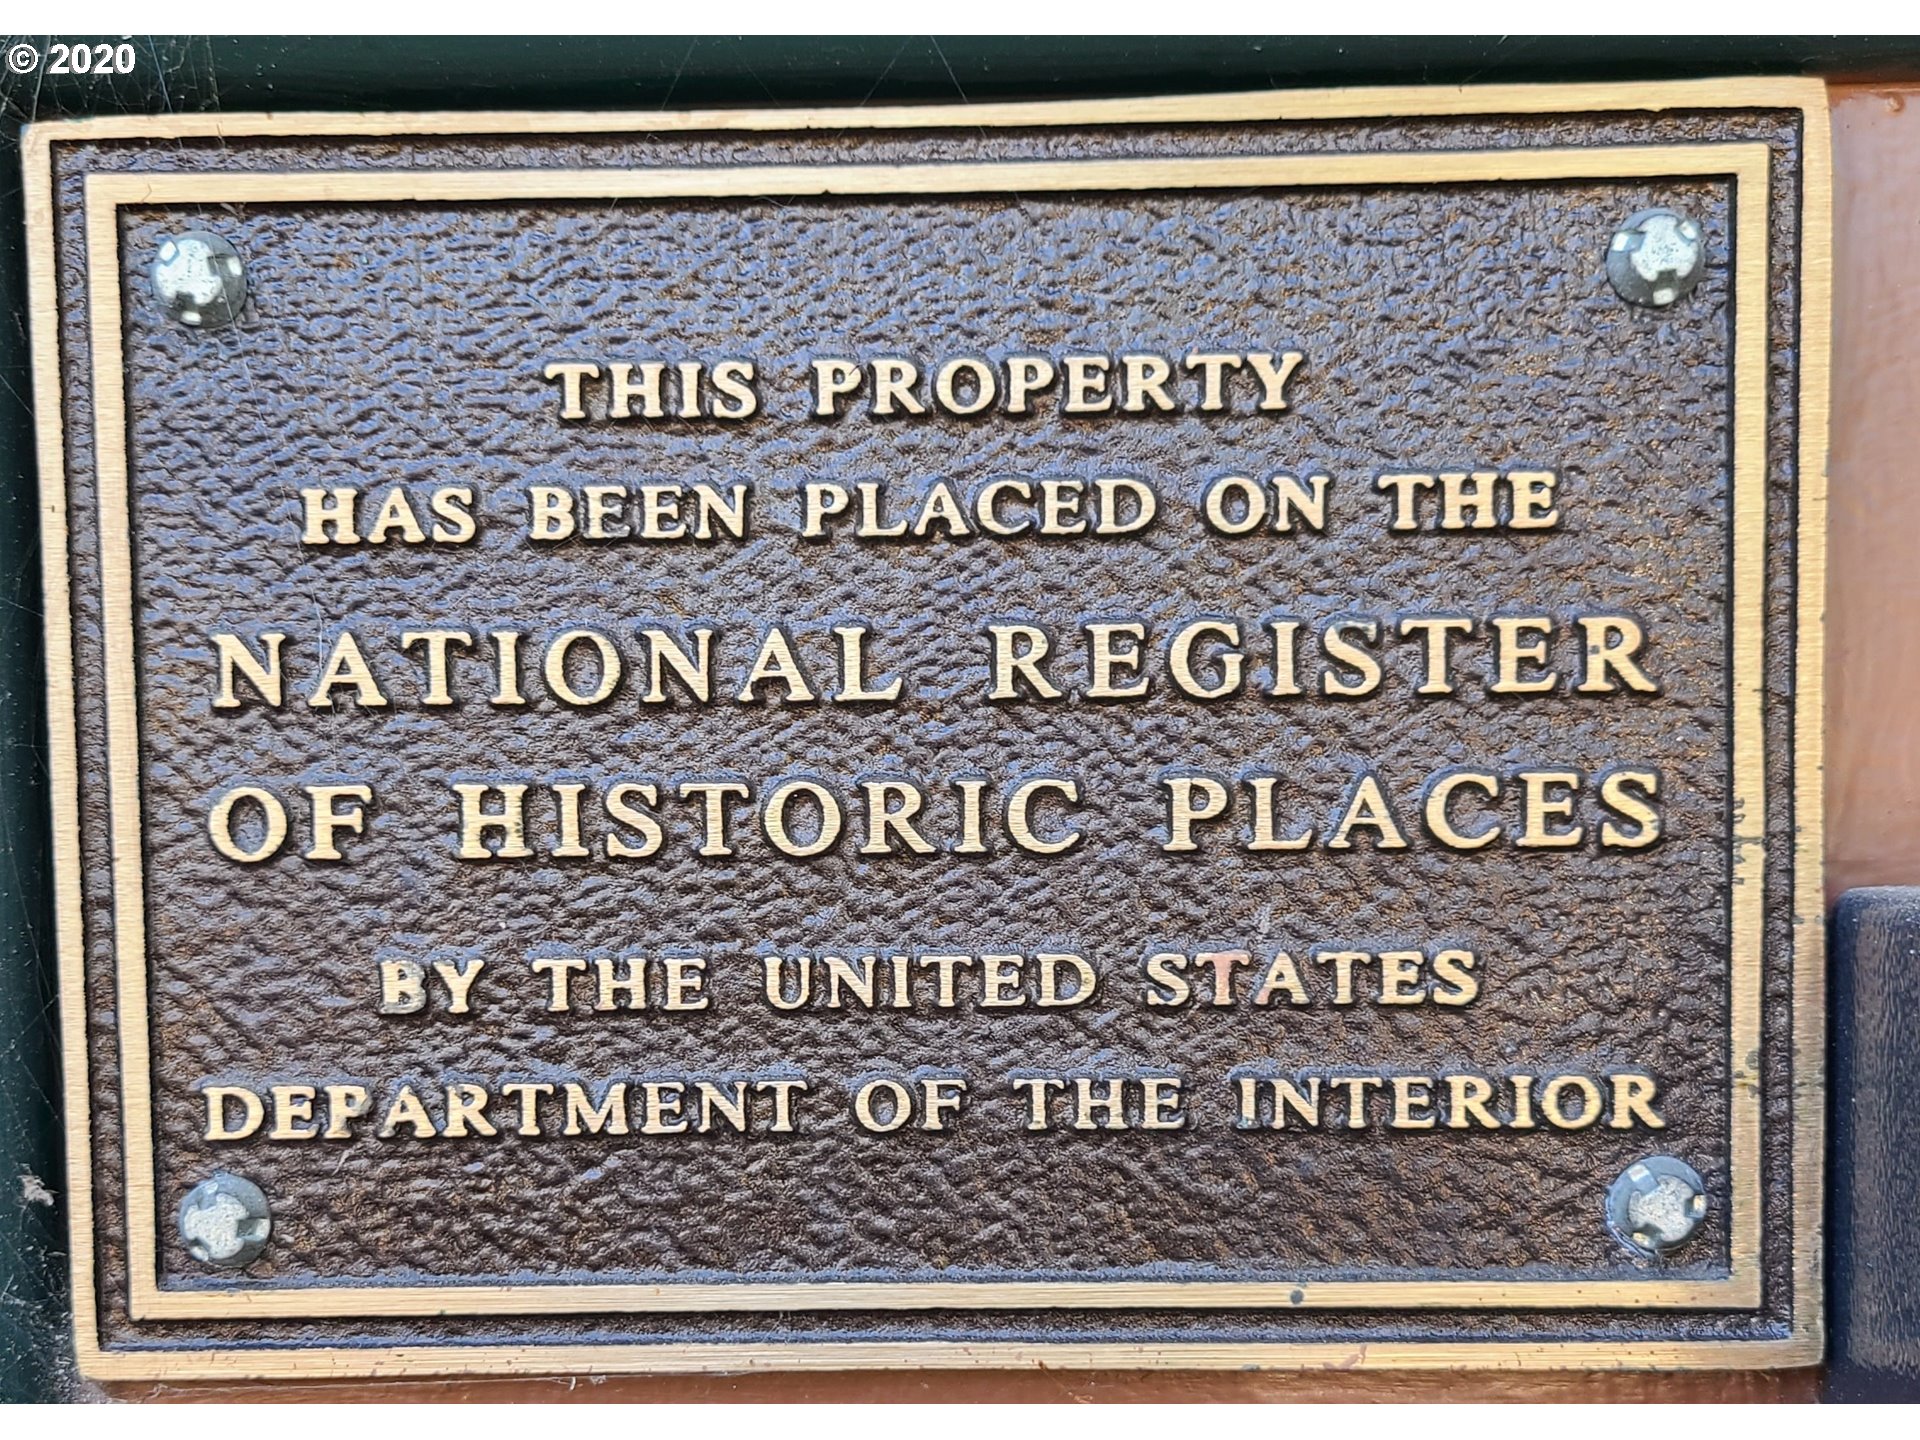 © 2020
THIS PROPERTY
HAS BEEN PLACED ON THE
NATIONAL REGISTER
OF HISTORIC PLACES
BY THE UNITED STATES
DEPARTMENT OF THE INTERIOR